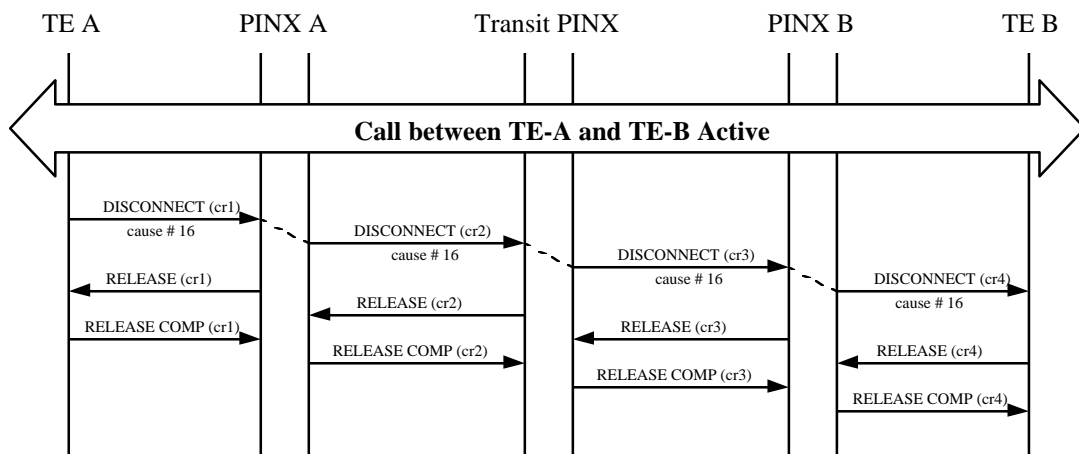 TE A PINX A Transit PINX PINX B TE B
Call between TE-A and TE-B Active
DISCONNECT (cr1)
cause # 16
DISCONNECT (cr2)
cause # 16
DISCONNECT (cr3)
cause # 16
DISCONNECT (cr4)
cause # 16
RELEASE (cr1)
RELEASE (cr2)
RELEASE COMP (cr1)
RELEASE (cr3)
RELEASE COMP (cr2)
RELEASE (cr4)
RELEASE COMP (cr3)
RELEASE COMP (cr4)